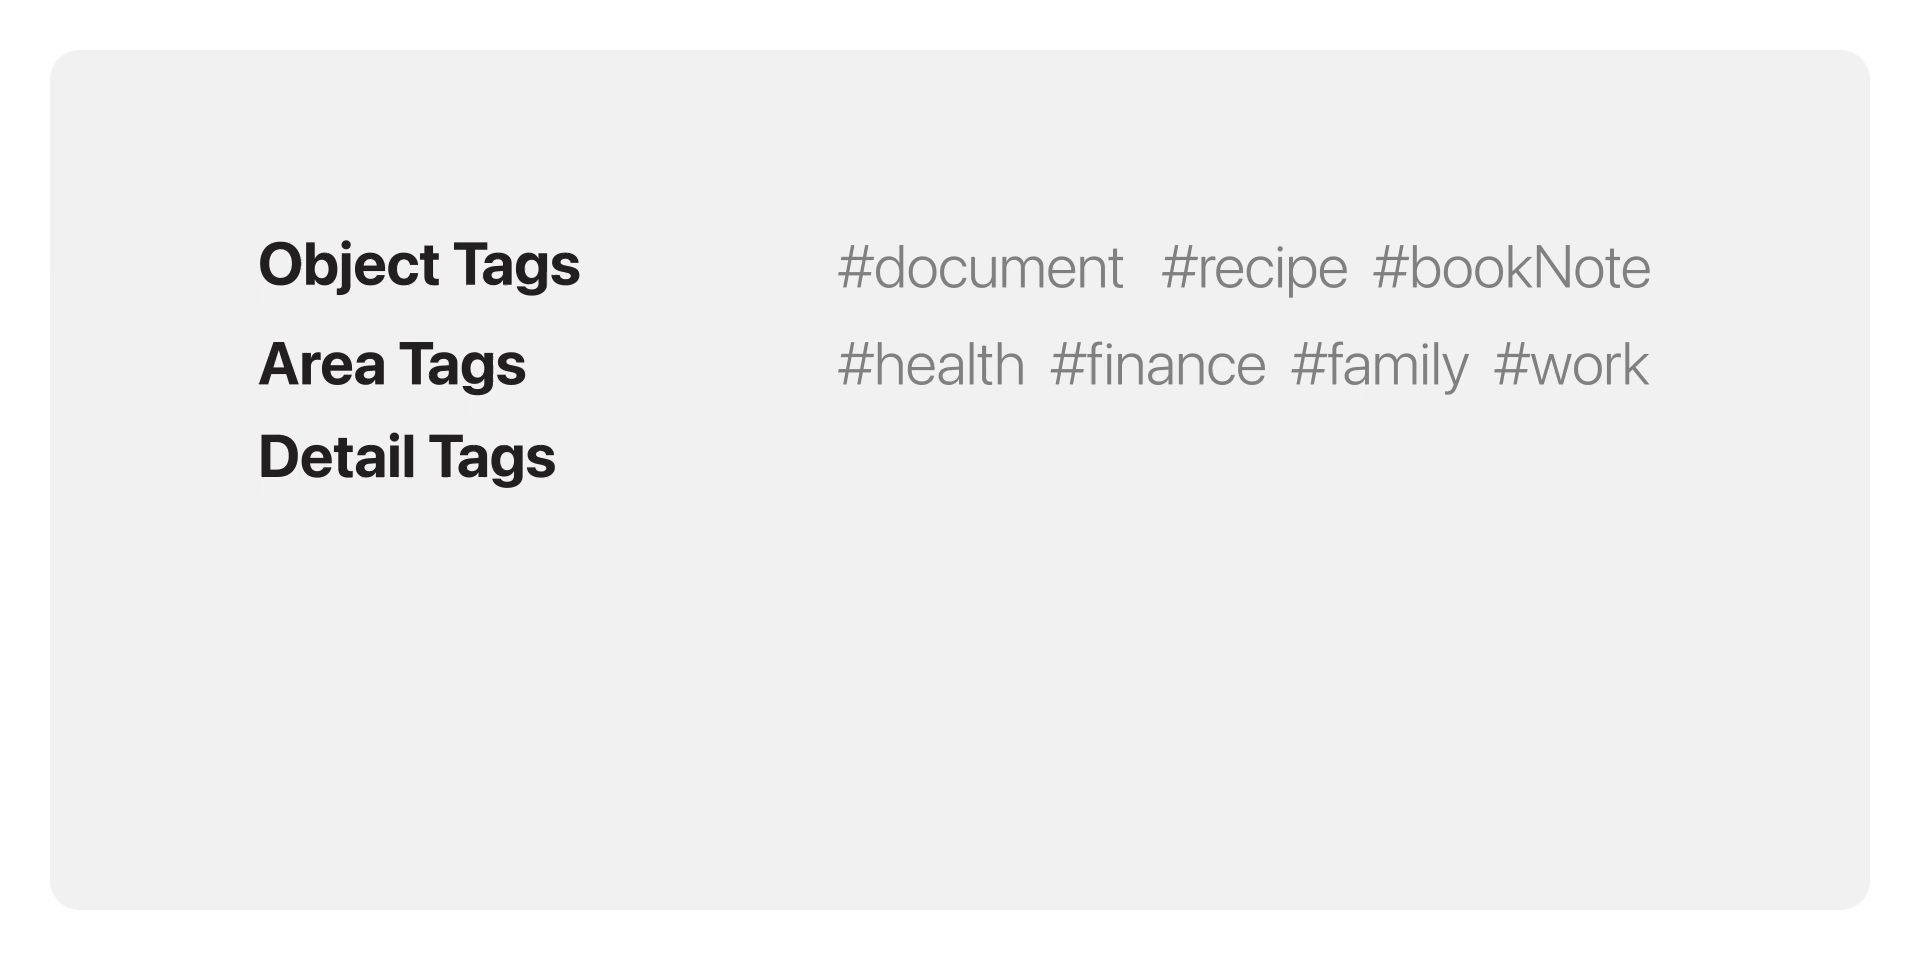 Object Tags #document #recipe #bookNote
Area Tags #health #finance #family #work
Detail Tags